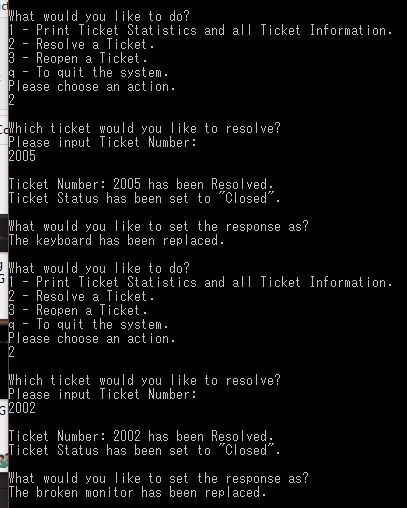 What would you like to do?
1 - Print Ticket Statistics and all Ticket Information.
2 - Resolve a Ticket.
3 - Reopen a Ticket.
q - To quit the system.
Please choose an action.
2
Which ticket would you like to resolve?
Please input Ticket Number:
2005
Ticket Number: 2005 has been Resolved.
Ticket Status has been set to "Closed".
What would you like to set the response as?
The keyboard has been replaced.
What would you like to do?
1 - Print Ticket Statistics and all Ticket Information.
2 - Resolve a Ticket.
3 - Reopen a Ticket.
q - To quit the system.
Please choose an action.
2
Which ticket would you like to resolve?
Please input Ticket Number:
2002
Ticket Number: 2002 has been Resolved.
Ticket Status has been set to "Closed".
What would you like to set the response as?
The broken monitor has been replaced.